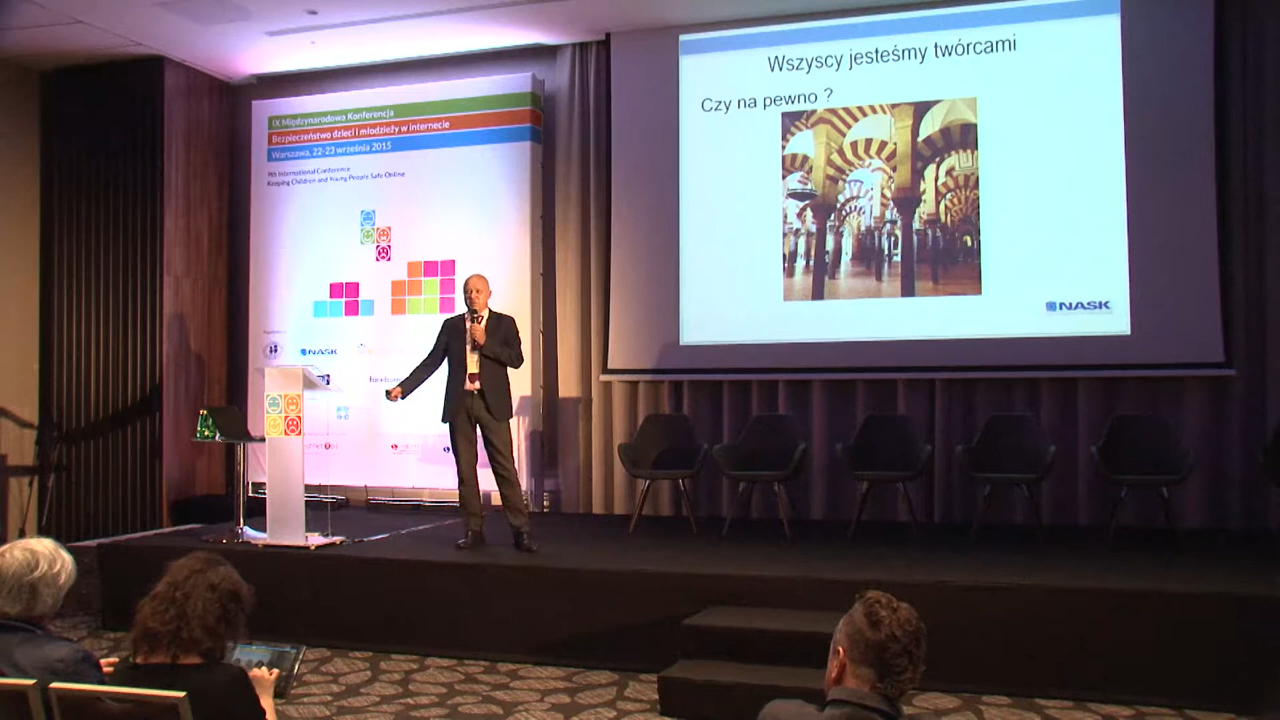 IX Międzynarodowa Konferencja
Bezpieczeństwo dzieci i młodzieży w internecie
Warszawa, 22-23 września 2015
9th International Conference
Keeping Children and Young People Safe Online
NASK
Wszyscy jesteśmy twórcami
Czy na pewno ?
NASK